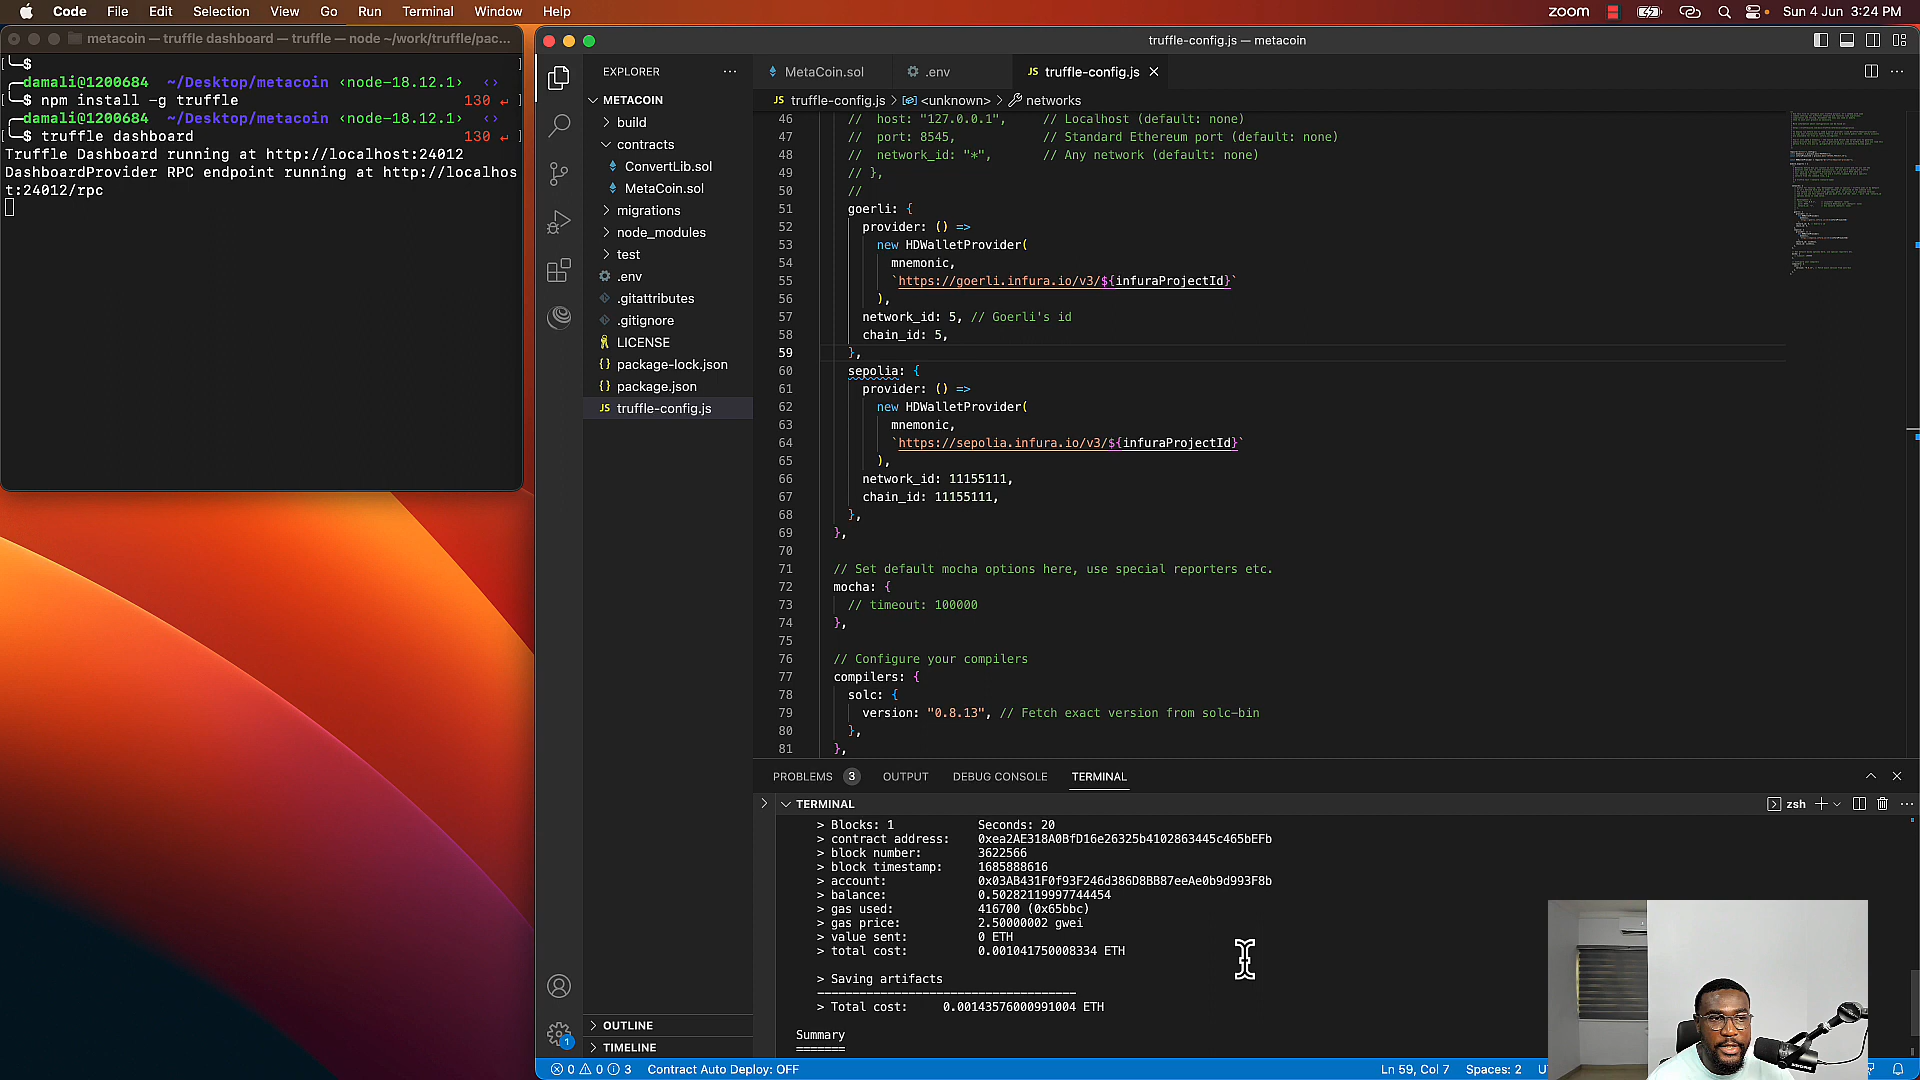 Code File Edit Selection View Go Run Terminal Window Help
zoom Sun 4 Jun 3:24 PM
metacoin — truffle dashboard — truffle — node ~/work/truffle/pac...
$
damali@1200684 ~/Desktop/metacoin ‹node-18.12.1› ‹›
$ npm install -g truffle 130 ↵
damali@1200684 ~/Desktop/metacoin ‹node-18.12.1› ‹›
$ truffle dashboard 130 ↵
Truffle Dashboard running at http://localhost:24012
DashboardProvider RPC endpoint running at http://localhos
t:24012/rpc
truffle-config.js — metacoin
EXPLORER ...
METACOIN
build
contracts
ConvertLib.sol
MetaCoin.sol
migrations
node_modules
test
.env
.gitattributes
.gitignore
LICENSE
{} package-lock.json
{} package.json
JS truffle-config.js
OUTLINE
TIMELINE
MetaCoin.sol .env JS truffle-config.js
JS truffle-config.js > <unknown> > networks
46 // host: "127.0.0.1", // Localhost (default: none)
47 // port: 8545, // Standard Ethereum port (default: none)
48 // network_id: "*", // Any network (default: none)
49 // },
50 //
51 goerli: {
52 provider: () =>
53 new HDWalletProvider(
54 mnemonic,
55 `https://goerli.infura.io/v3/${infuraProjectId}`
56 ),
57 network_id: 5, // Goerli's id
58 chain_id: 5,
59 },
60 sepolia: {
61 provider: () =>
62 new HDWalletProvider(
63 mnemonic,
64 `https://sepolia.infura.io/v3/${infuraProjectId}`
65 ),
66 network_id: 11155111,
67 chain_id: 11155111,
68 },
69 },
70
71 // Set default mocha options here, use special reporters etc.
72 mocha: {
73 // timeout: 100000
74 },
75
76 // Configure your compilers
77 compilers: {
78 solc: {
79 version: "0.8.13", // Fetch exact version from solc-bin
80 },
81 },
PROBLEMS 3 OUTPUT DEBUG CONSOLE TERMINAL
TERMINAL zsh
> Blocks: 1 Seconds: 20
> contract address: 0xea2AE318A0BfD16e26325b4102863445c465bEFb
> block number: 3622566
> block timestamp: 1685888616
> account: 0x03AB431F0f93F246d386D8BB87eeAe0b9d993F8b
> balance: 0.50282119997744454
> gas used: 416700 (0x65bbc)
> gas price: 2.50000002 gwei
> value sent: 0 ETH
> total cost: 0.001041750008334 ETH
> Saving artifacts
-------------------------------------
> Total cost: 0.00143576000991004 ETH
Summary
=======
1
0 0 3 Contract Auto Deploy: OFF
Ln 59, Col 7 Spaces: 2